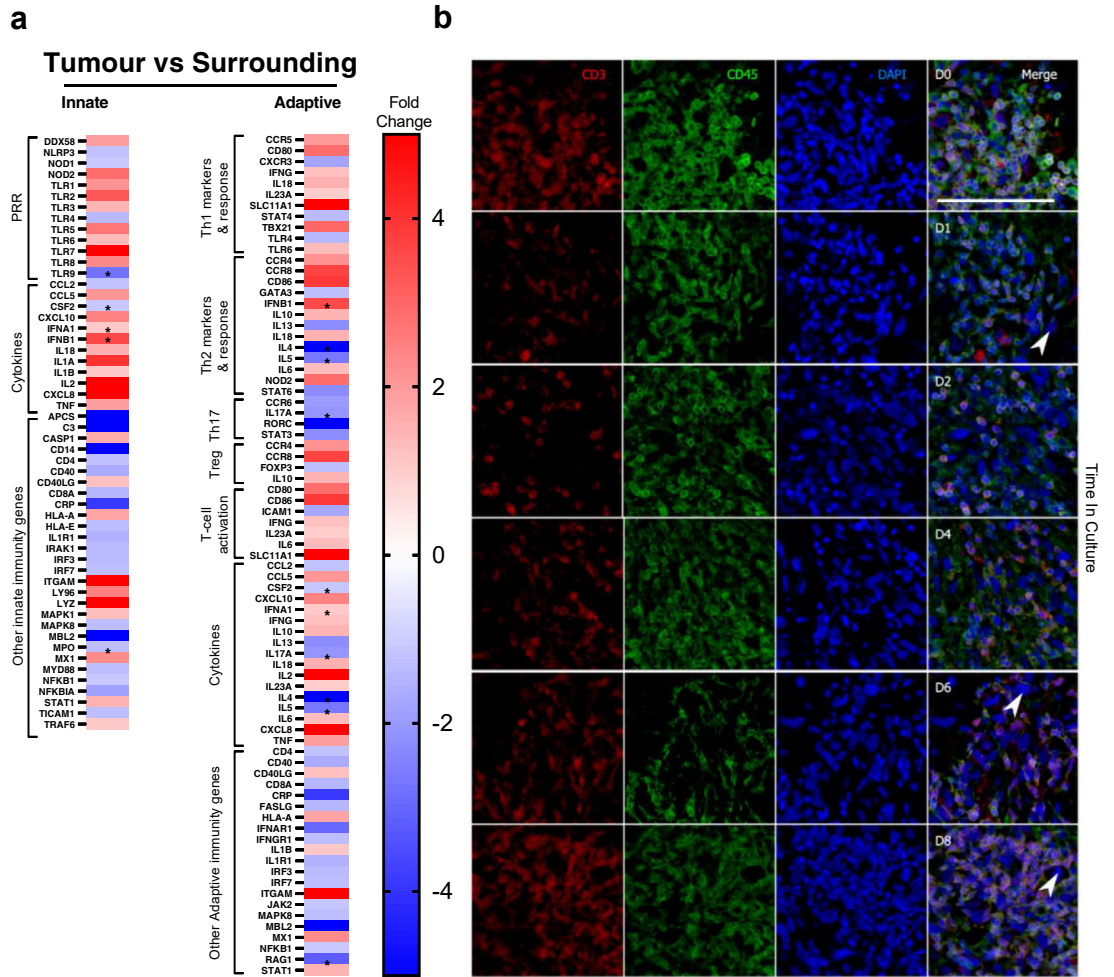 a
Tumour vs Surrounding
Innate
PRR
DDX58
NLRP3
NOD1
NOD2
TLR1
TLR2
TLR3
TLR4
TLR5
TLR6
TLR7
TLR8
TLR9 *
Cytokines
CCL2
CCL5
CSF2 *
CXCL10
IFNA1 *
IFNB1 *
IL18
IL1A
IL1B
IL2
CXCL8
TNF
Other innate immunity genes
APCS
C3
CASP1
CD14
CD4
CD40
CD40LG
CD8A
CRP
HLA-A
HLA-E
IL1R1
IRAK1
IRF3
IRF7
ITGAM
LY96
LYZ
MAPK1
MAPK8
MBL2
MPO *
MX1
MYD88
NFKB1
NFKBIA
STAT1
TICAM1
TRAF6
Adaptive
Th1 markers
& response
CCR5
CD80
CXCR3
IFNG
IL18
IL23A
SLC11A1
STAT4
TBX21
TLR4
TLR6
Th2 markers
& response
CCR4
CCR8
CD86
GATA3
IFNB1 *
IL10
IL13
IL18
IL4 *
IL5 *
IL6
NOD2
STAT6
Th17
CCR6
IL17A *
RORC
STAT3
Treg
CCR4
CCR8
FOXP3
IL10
T-cell
activation
CD80
CD86
ICAM1
IFNG
IL23A
IL6
SLC11A1
Cytokines
CCL2
CCL5
CSF2 *
CXCL10
IFNA1 *
IFNG
IL10
IL13
IL17A *
IL18
IL2
IL23A
IL4 *
IL5 *
IL6
CXCL8
TNF
Other Adaptive immunity genes
CD4
CD40
CD40LG
CD8A
CRP
FASLG
HLA-A
IFNAR1
IFNGR1
IL1B
IL1R1
IRF3
IRF7
ITGAM
JAK2
MAPK8
MBL2
MX1
NFKB1
RAG1 *
STAT1
Fold
Change
4
2
0
-2
-4
b
CD3
CD45
DAPI
D0 Merge
D1
D2
D4
D6
D8
Time In Culture